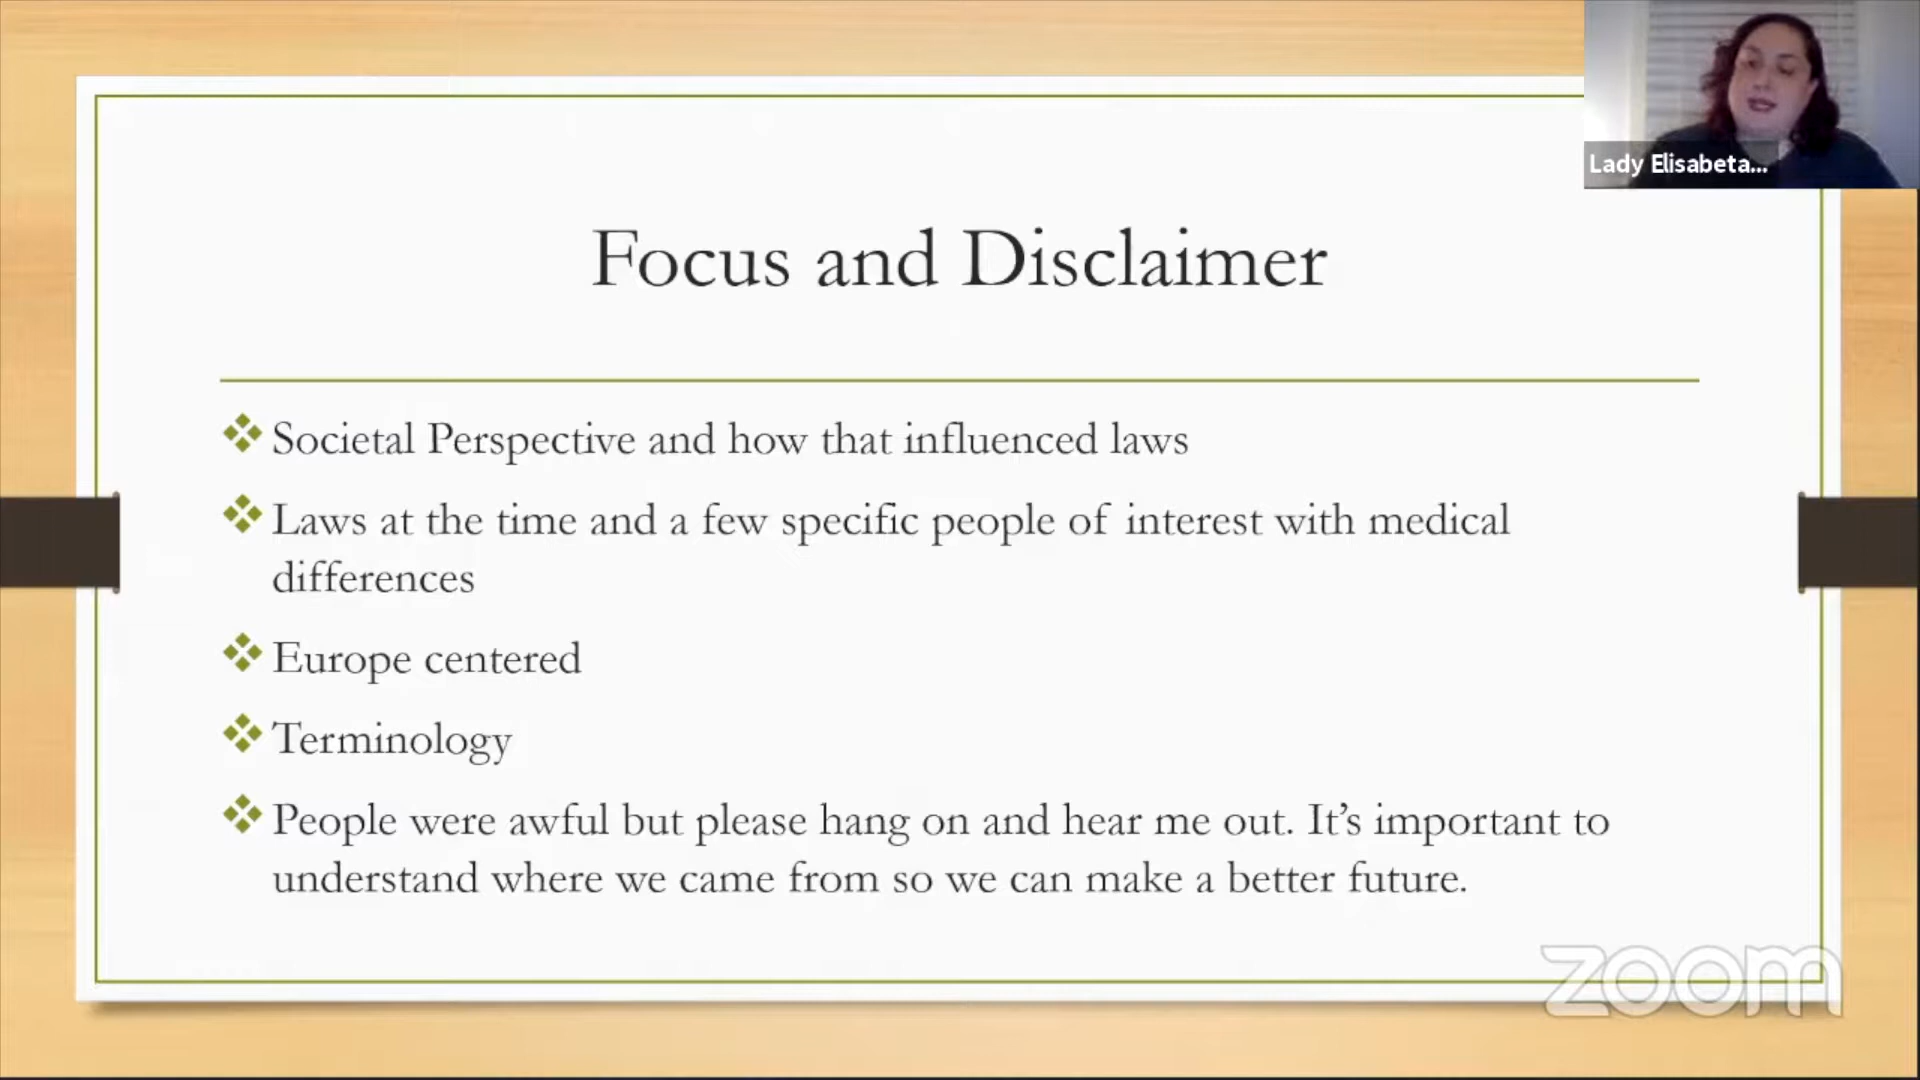 Lady Elisabeta...
Focus and Disclaimer
Societal Perspective and how that influenced laws
Laws at the time and a few specific people of interest with medical
differences
Europe centered
Terminology
People were awful but please hang on and hear me out. It’s important to
understand where we came from so we can make a better future.
zoom